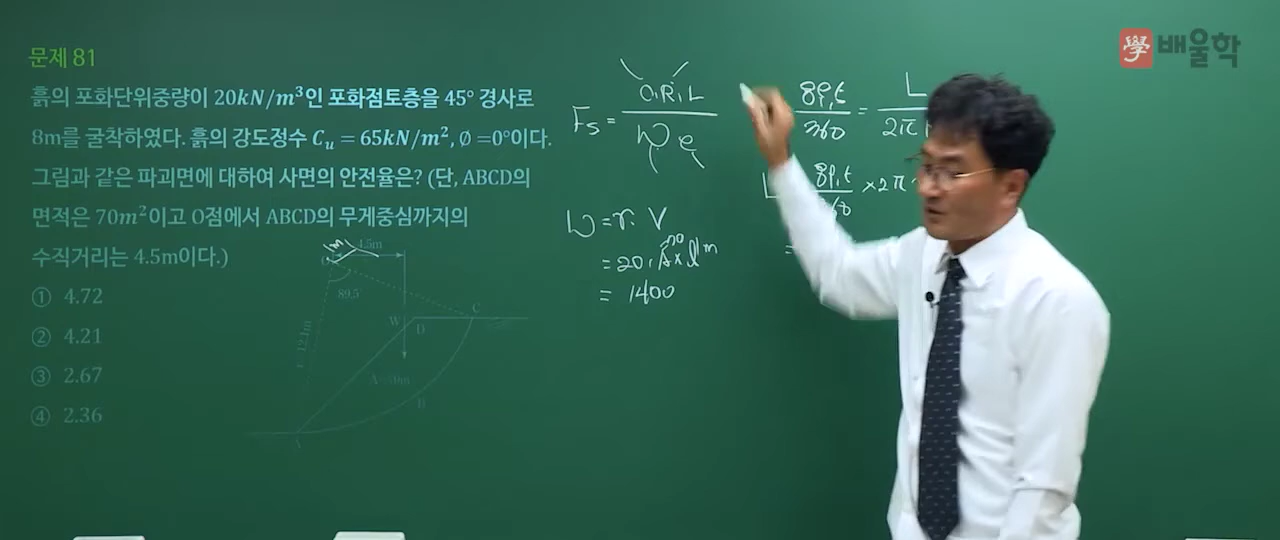 學 배울학
문제 81
흙의 포화단위중량이 20kN/m³인 포화점토층을 45° 경사로
8m를 굴착하였다. 흙의 강도정수 Cᵤ = 65kN/m², ∅ =0°이다.
그림과 같은 파괴면에 대하여 사면의 안전율은? (단, ABCD의
면적은 70m²이고 O점에서 ABCD의 무게중심까지의
수직거리는 4.5m이다.)
① 4.72
② 4.21
③ 2.67
④ 2.36
4.5m
89.5
C
W
D
B
A
Fs =
W e
W = r. V
= 1400
360
=
L
2π
×2π